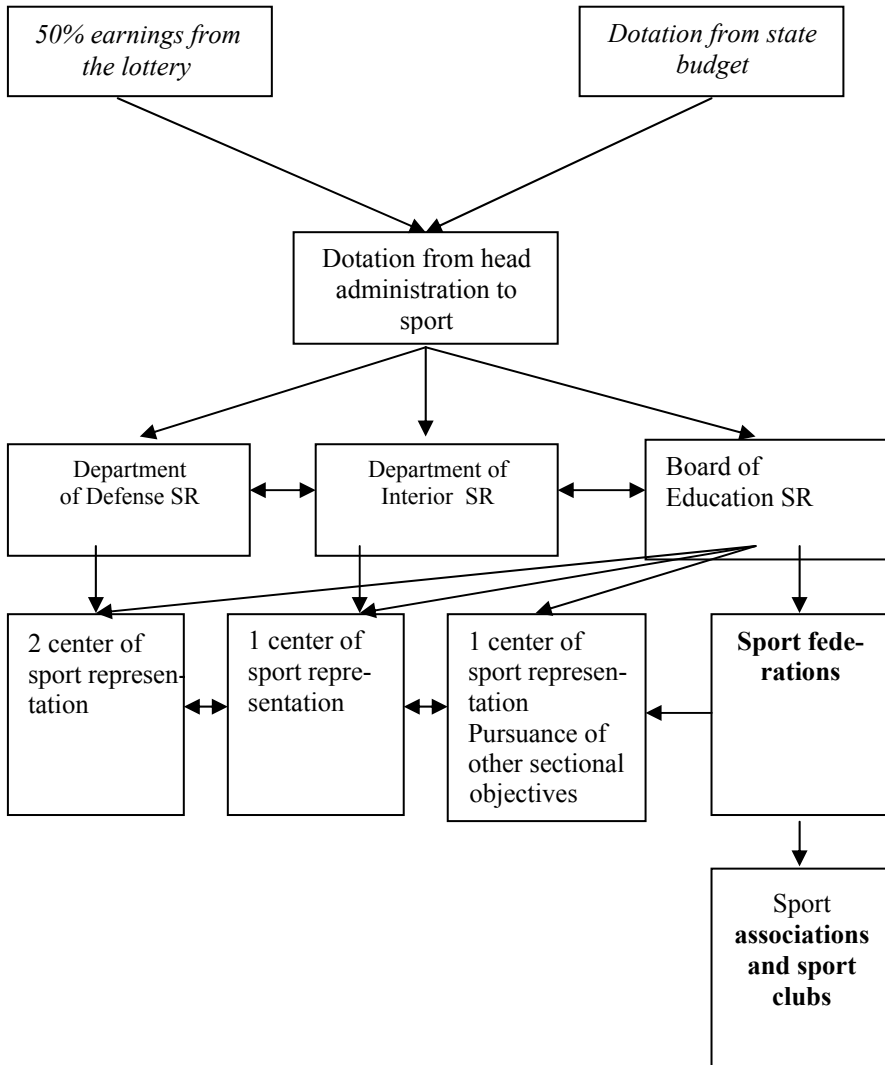 50% earnings from
the lottery
Dotation from state
budget
Dotation from head
administration to
sport
Department
of Defense SR
Department of
Interior SR
Board of
Education SR
2 center of
sport represen-
tation
1 center of
sport repre-
sentation
1 center of
sport represen-
tation
Pursuance of
other sectional
objectives
Sport fede-
rations
Sport
associations
and sport
clubs